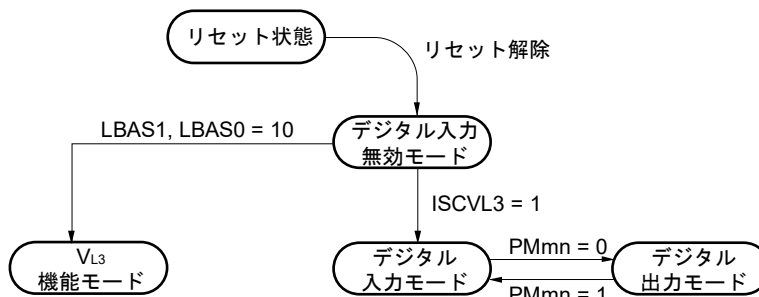 リセット状態
リセット解除
デジタル入力
無効モード
LBAS1, LBAS0 = 10
ISCVL3 = 1
VL3
機能モード
デジタル
入力モード
PMmn = 0
PMmn = 1
デジタル
出力モード